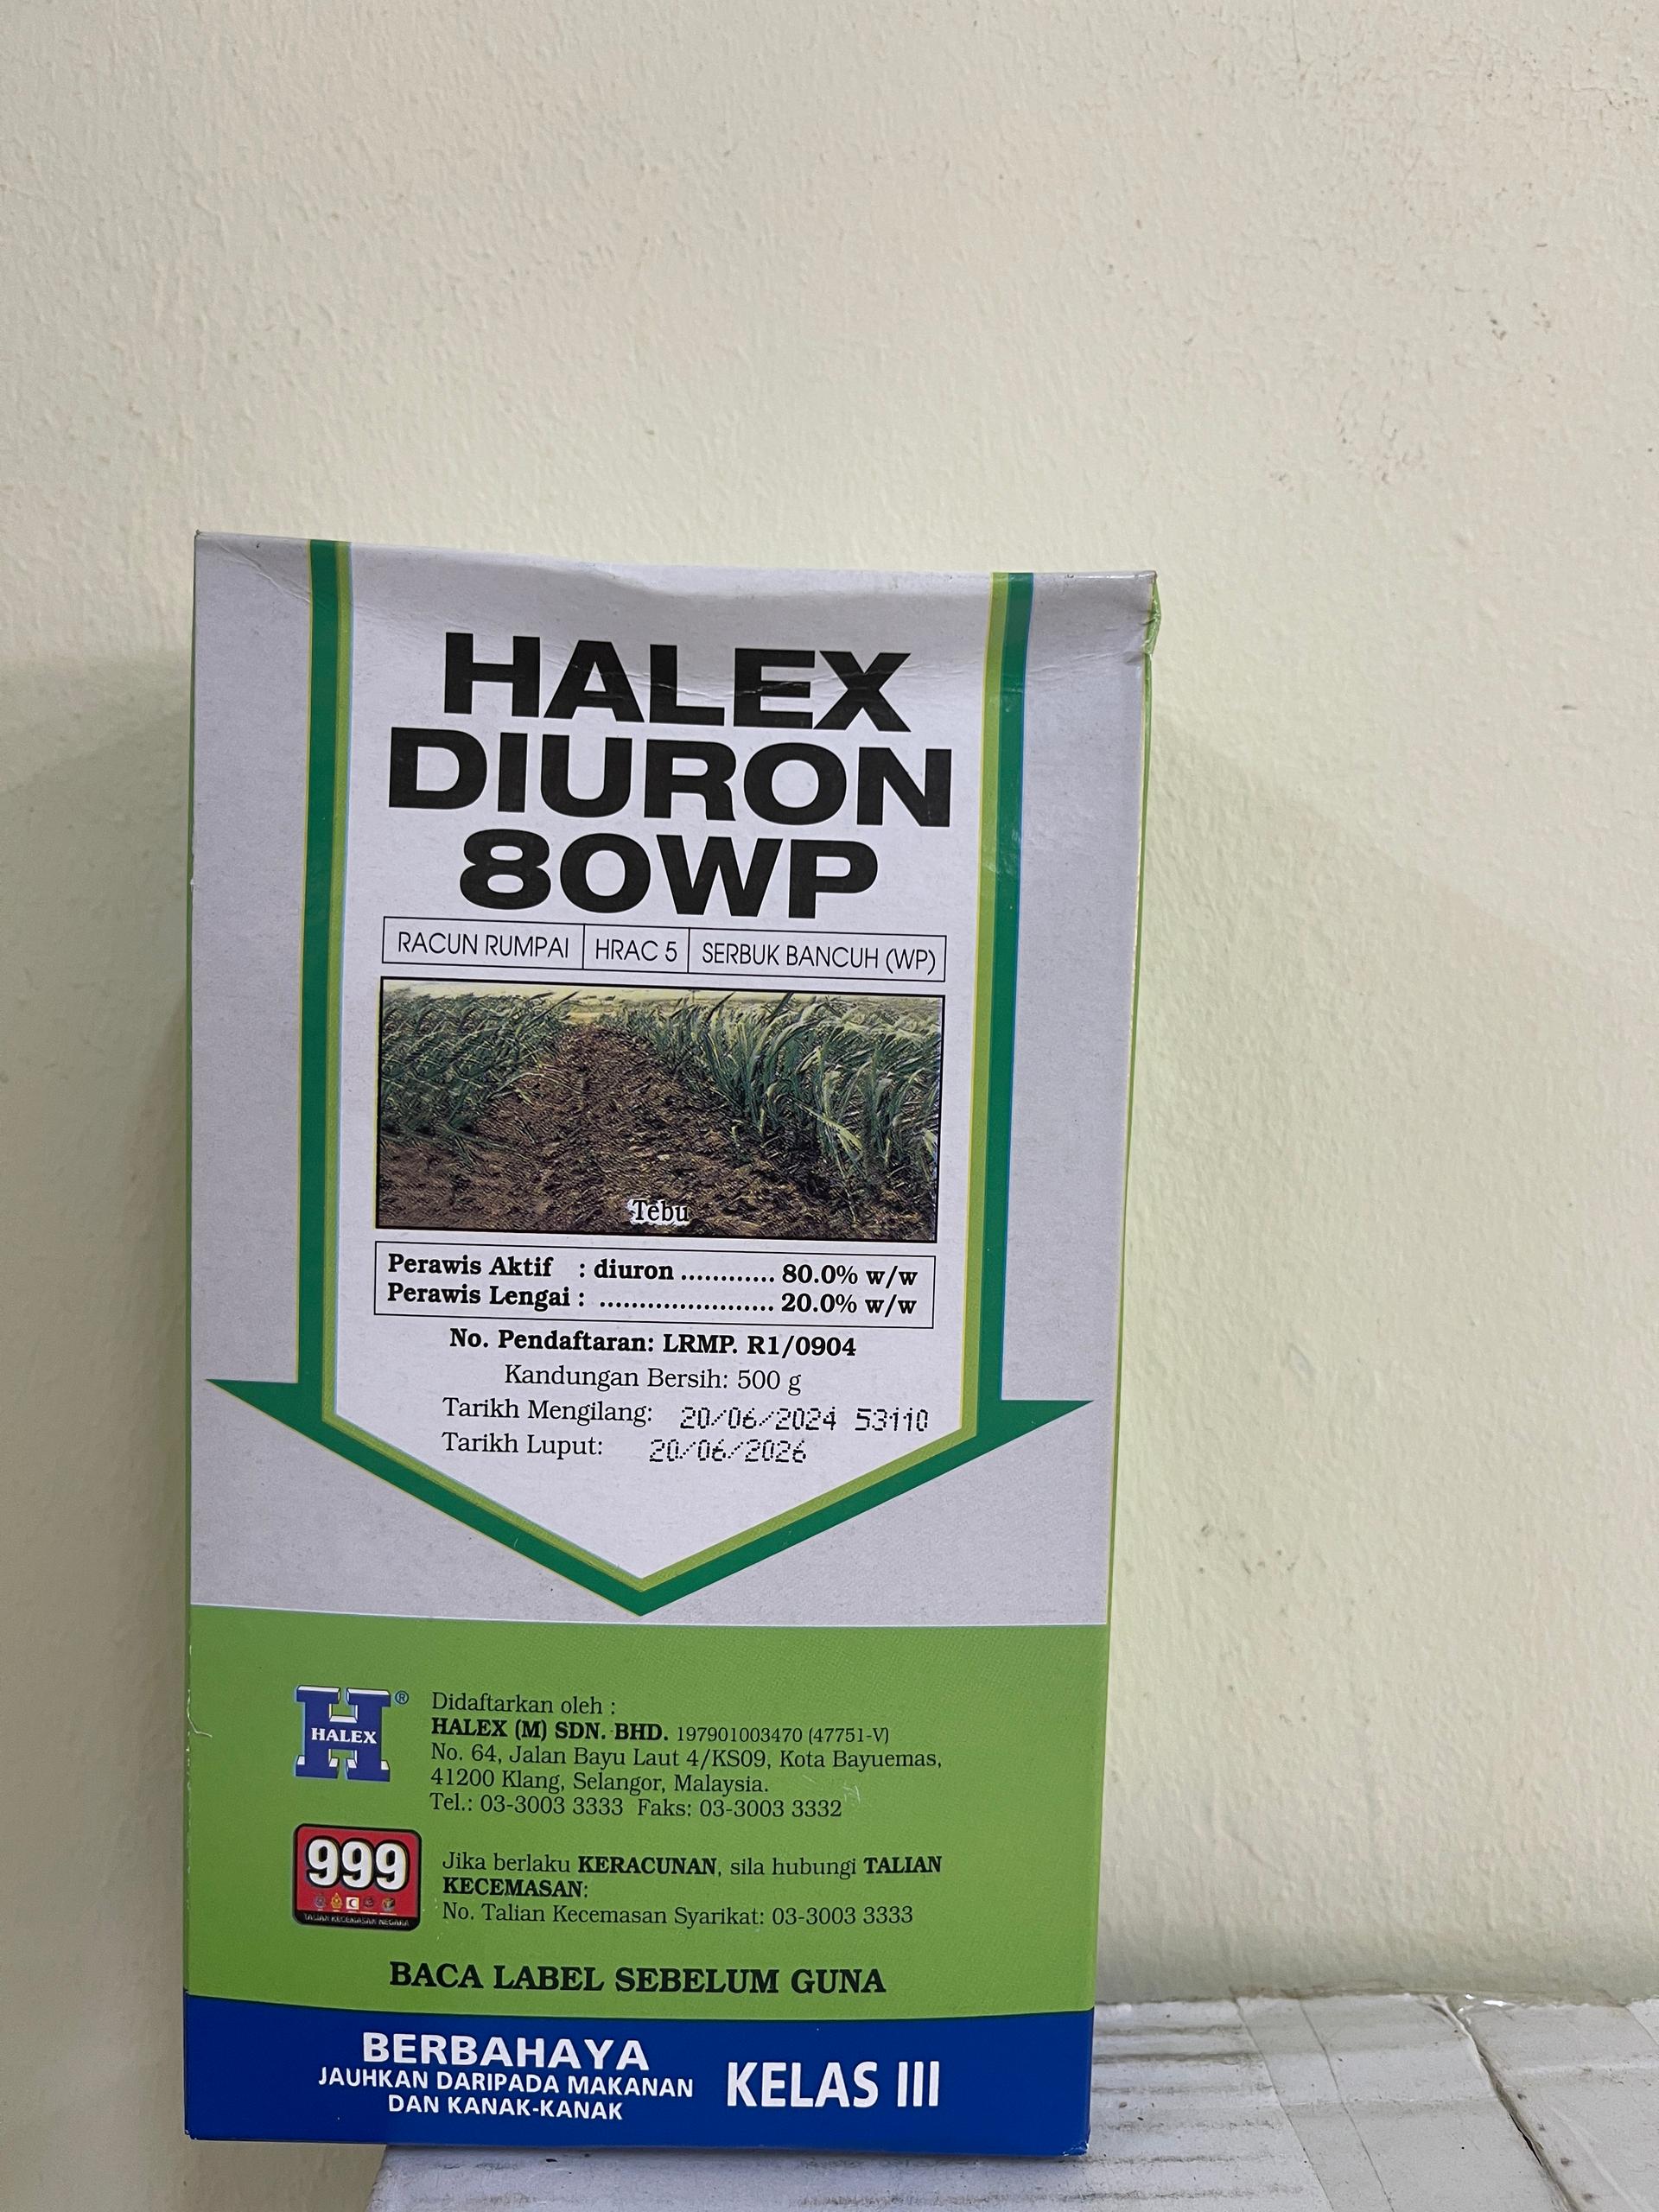 HALEX
DIURON
80WP
RACUN RUMPAI HRAC 5 SERBUK BANCUH (WP)
Tebu
Perawis Aktif : diuron ............ 80.0% w/w
Perawis Lengai : ...................... 20.0% w/w
No. Pendaftaran: LRMP. R1/0904
Kandungan Bersih: 500 g
Tarikh Mengilang: 20/06/2024 53110
Tarikh Luput: 20/06/2026
HALEX ®
Didaftarkan oleh :
HALEX (M) SDN. BHD. 197901003470 (47751-V)
No. 64, Jalan Bayu Laut 4/KS09, Kota Bayuemas,
41200 Klang, Selangor, Malaysia.
Tel.: 03-3003 3333 Faks: 03-3003 3332
999
TALIAN KECEMASAN NEGARA
Jika berlaku KERACUNAN, sila hubungi TALIAN
KECEMASAN:
No. Talian Kecemasan Syarikat: 03-3003 3333
BACA LABEL SEBELUM GUNA
BERBAHAYA
JAUHKAN DARIPADA MAKANAN
DAN KANAK-KANAK
KELAS III